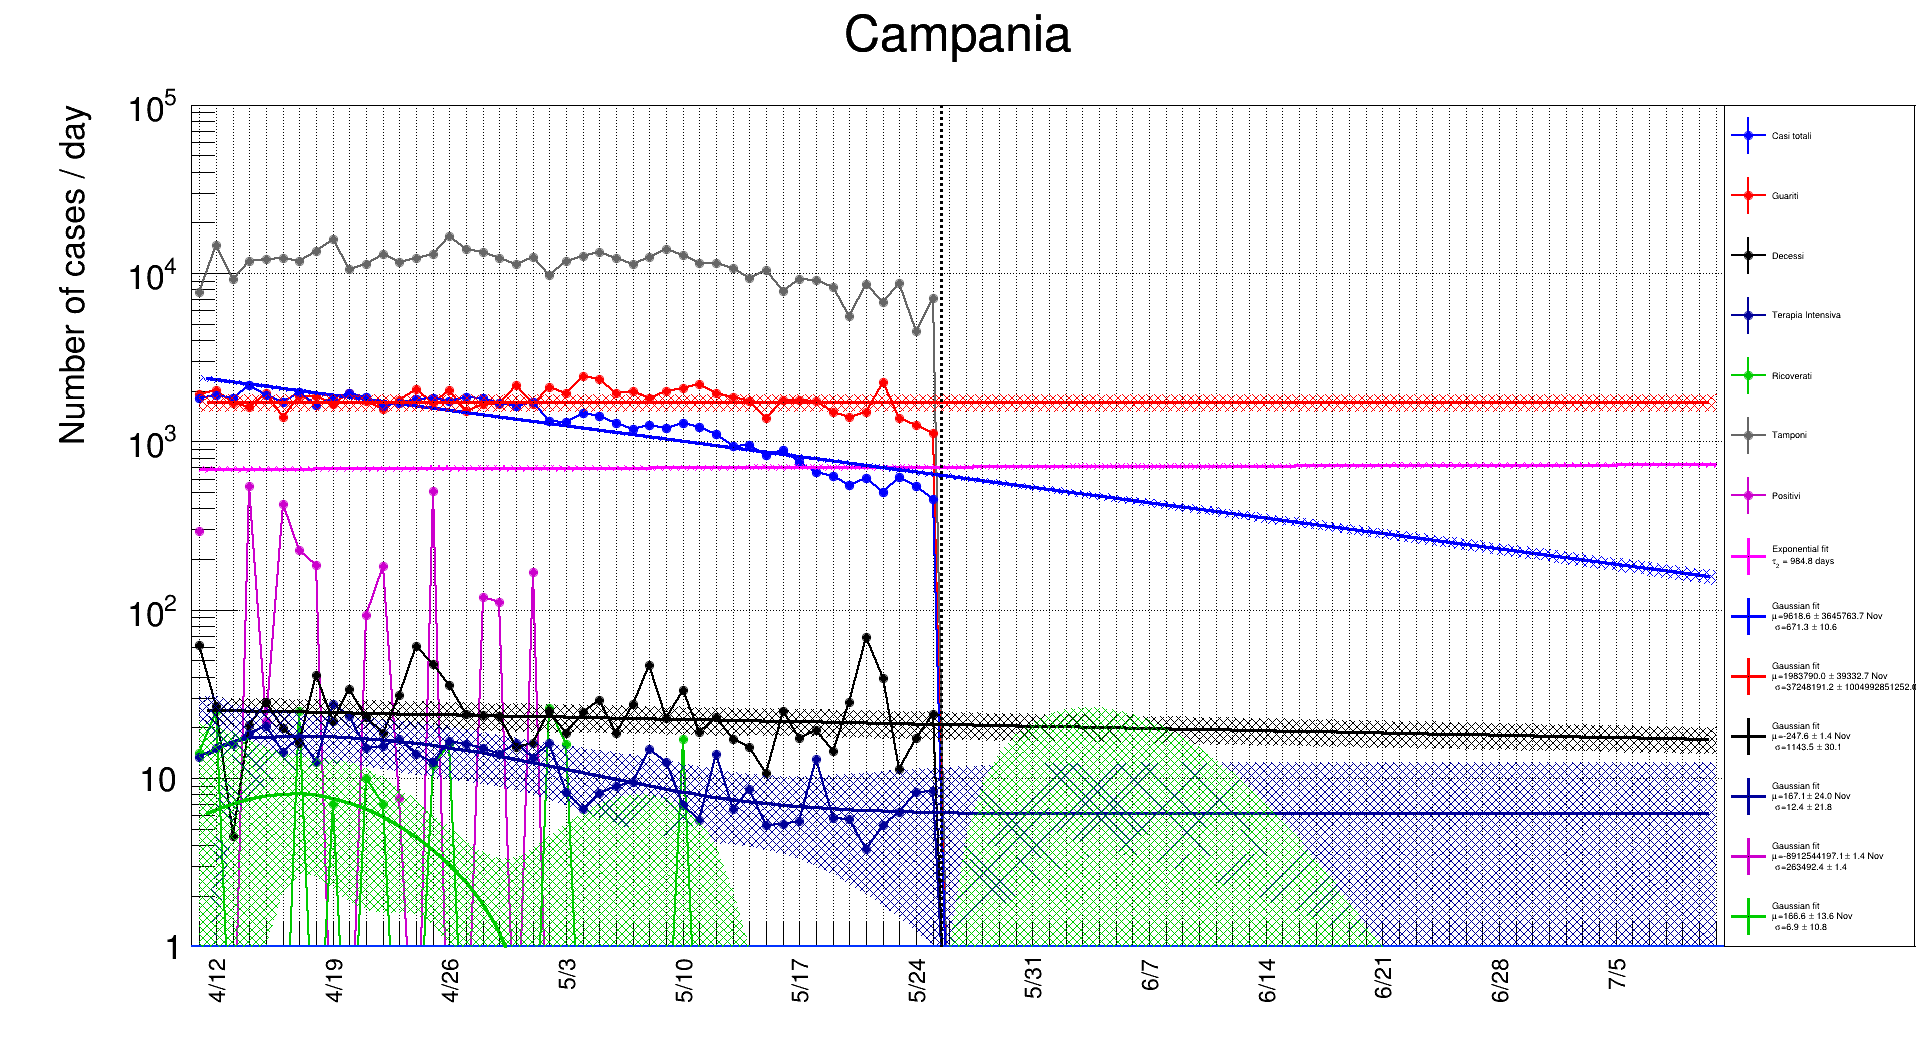 Campania
Number of cases / day
10^5
10^4
10^3
10^2
10
1
4/12
4/19
4/26
5/3
5/10
5/17
5/24
5/31
6/7
6/14
6/21
6/28
7/5
Casi totali
Guariti
Decessi
Terapia Intensiva
Ricoverati
Tamponi
Positivi
Exponential fit
τ_2 = 984.8 days
Gaussian fit
μ=9618.6 ± 3645763.7 Nov
σ=671.3 ± 10.6
Gaussian fit
μ=1983790.0 ± 39332.7 Nov
σ=37248191.2 ± 1004992851252.0
Gaussian fit
μ=-247.6 ± 1.4 Nov
σ=1143.5 ± 30.1
Gaussian fit
μ=167.1 ± 24.0 Nov
σ=12.4 ± 21.8
Gaussian fit
μ=-8912544197.1 ± 1.4 Nov
σ=263492.4 ± 1.4
Gaussian fit
μ=166.6 ± 13.6 Nov
σ=6.9 ± 10.8